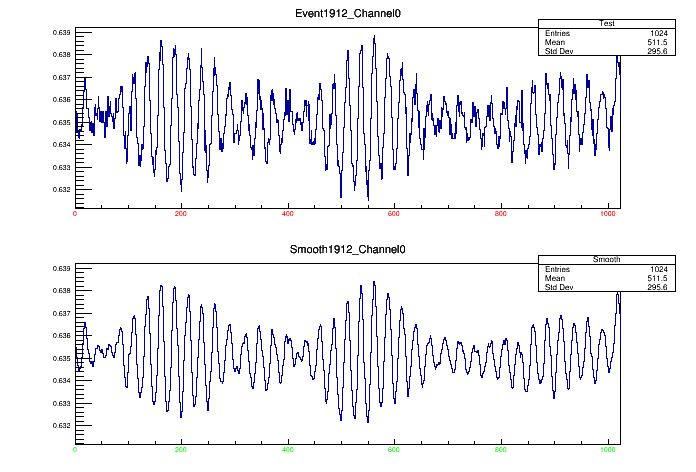 Event1912_Channel0
Test
Entries 1024
Mean 511.5
Std Dev 295.6
0.639
0.638
0.637
0.636
0.635
0.634
0.633
0.632
0 200 400 600 800 1000
Smooth1912_Channel0
Smooth
Entries 1024
Mean 511.5
Std Dev 295.6
0.639
0.638
0.637
0.636
0.635
0.634
0.633
0.632
0 200 400 600 800 1000